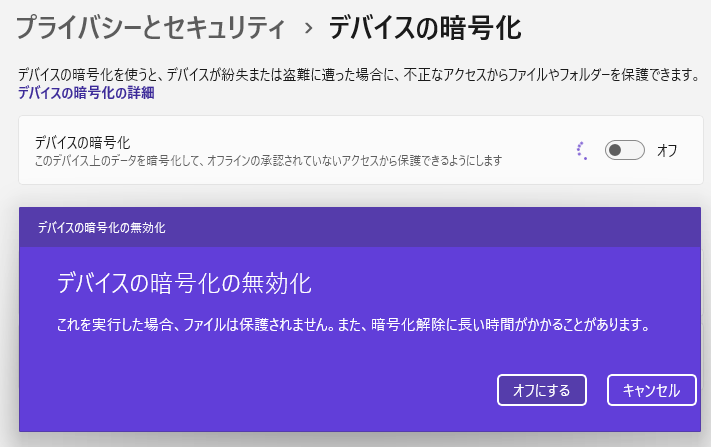 プライバシーとセキュリティ › デバイスの暗号化
デバイスの暗号化を使うと、デバイスが紛失または盗難に遭った場合に、不正なアクセスからファイルやフォルダーを保護できます。
デバイスの暗号化の詳細
デバイスの暗号化
このデバイス上のデータを暗号化して、オフラインの承認されていないアクセスから保護できるようにします
オフ
デバイスの暗号化の無効化
デバイスの暗号化の無効化
これを実行した場合、ファイルは保護されません。また、暗号化解除に長い時間がかかることがあります。
オフにする
キャンセル